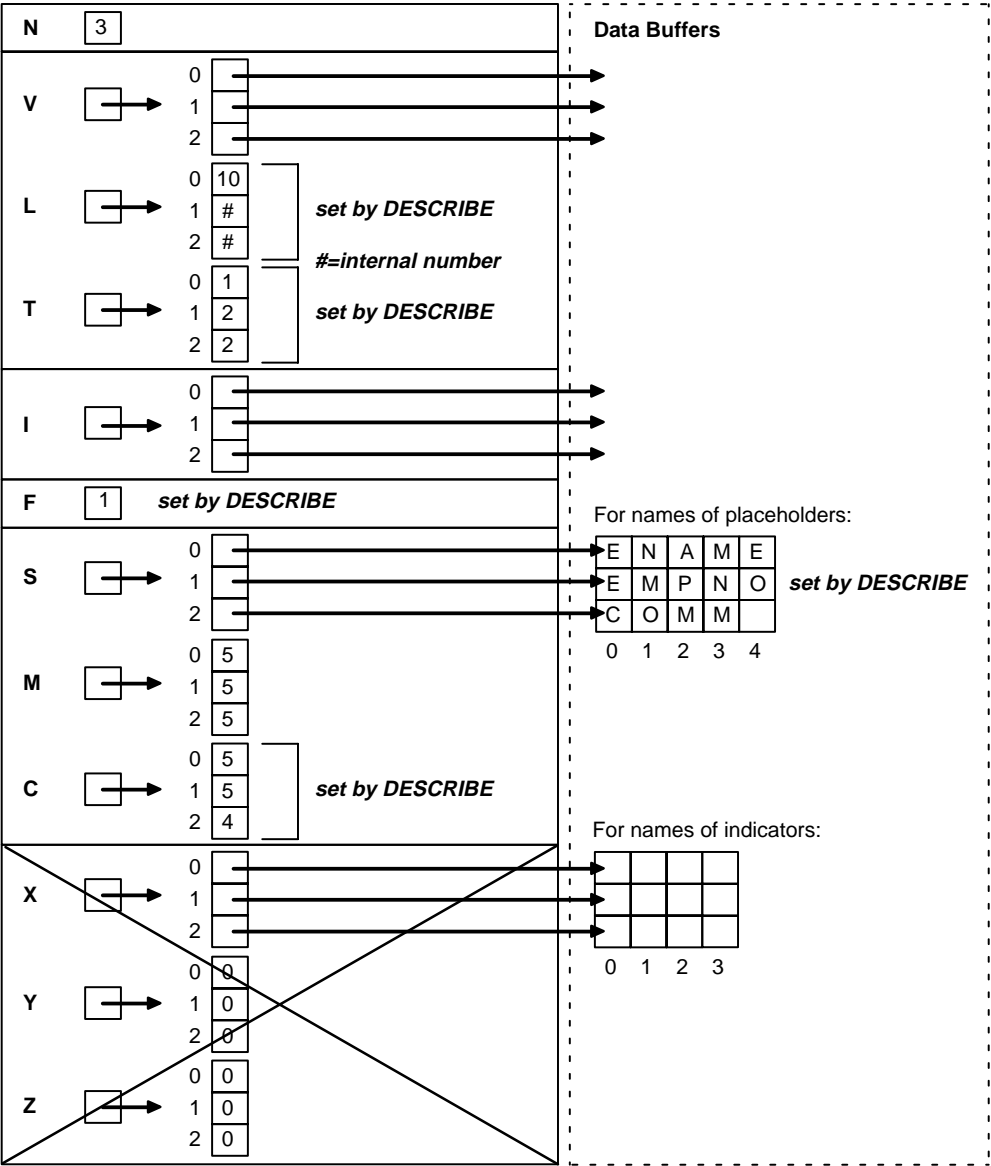 N 3 Data Buffers
0
V 1
2
0 10
L 1 # set by DESCRIBE
2 #
#=internal number
0 1
T 1 2 set by DESCRIBE
2 2
0
I 1
2
F 1 set by DESCRIBE
For names of placeholders:
0 E N A M E
S 1 E M P N O set by DESCRIBE
2 C O M M
0 1 2 3 4
0 5
M 1 5
2 5
0 5
C 1 5 set by DESCRIBE
2 4
For names of indicators:
0
X 1
2
0 1 2 3
0 0
Y 1 0
2 0
0 0
Z 1 0
2 0